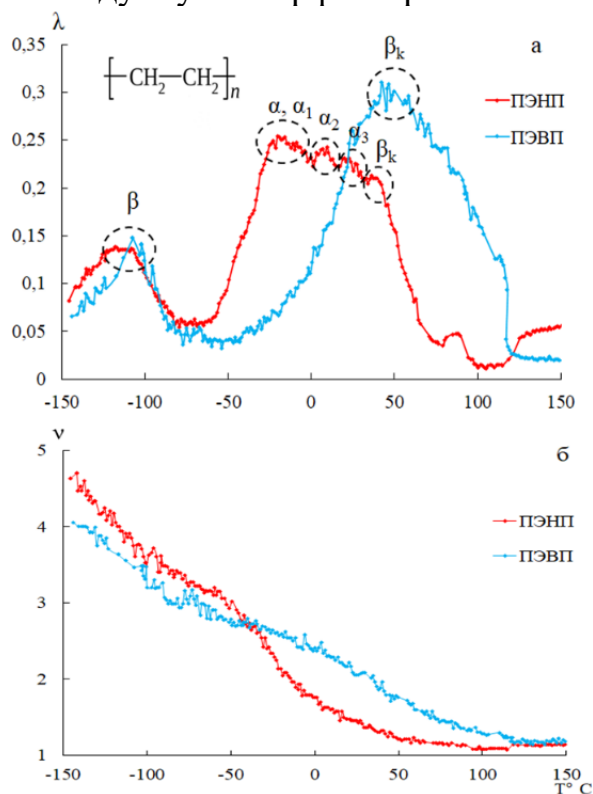 λ
а
0,35
βk
[-CH2-CH2-]n
ПЭНП
ПЭВП
0,3
α, α1
α2
α3
0,25
βk
0,2
β
0,15
0,1
0,05
0
-150 -100 -50 0 50 100 150
ν
б
5
ПЭНП
ПЭВП
4
3
2
1
-150 -100 -50 0 50 100 150
T° C